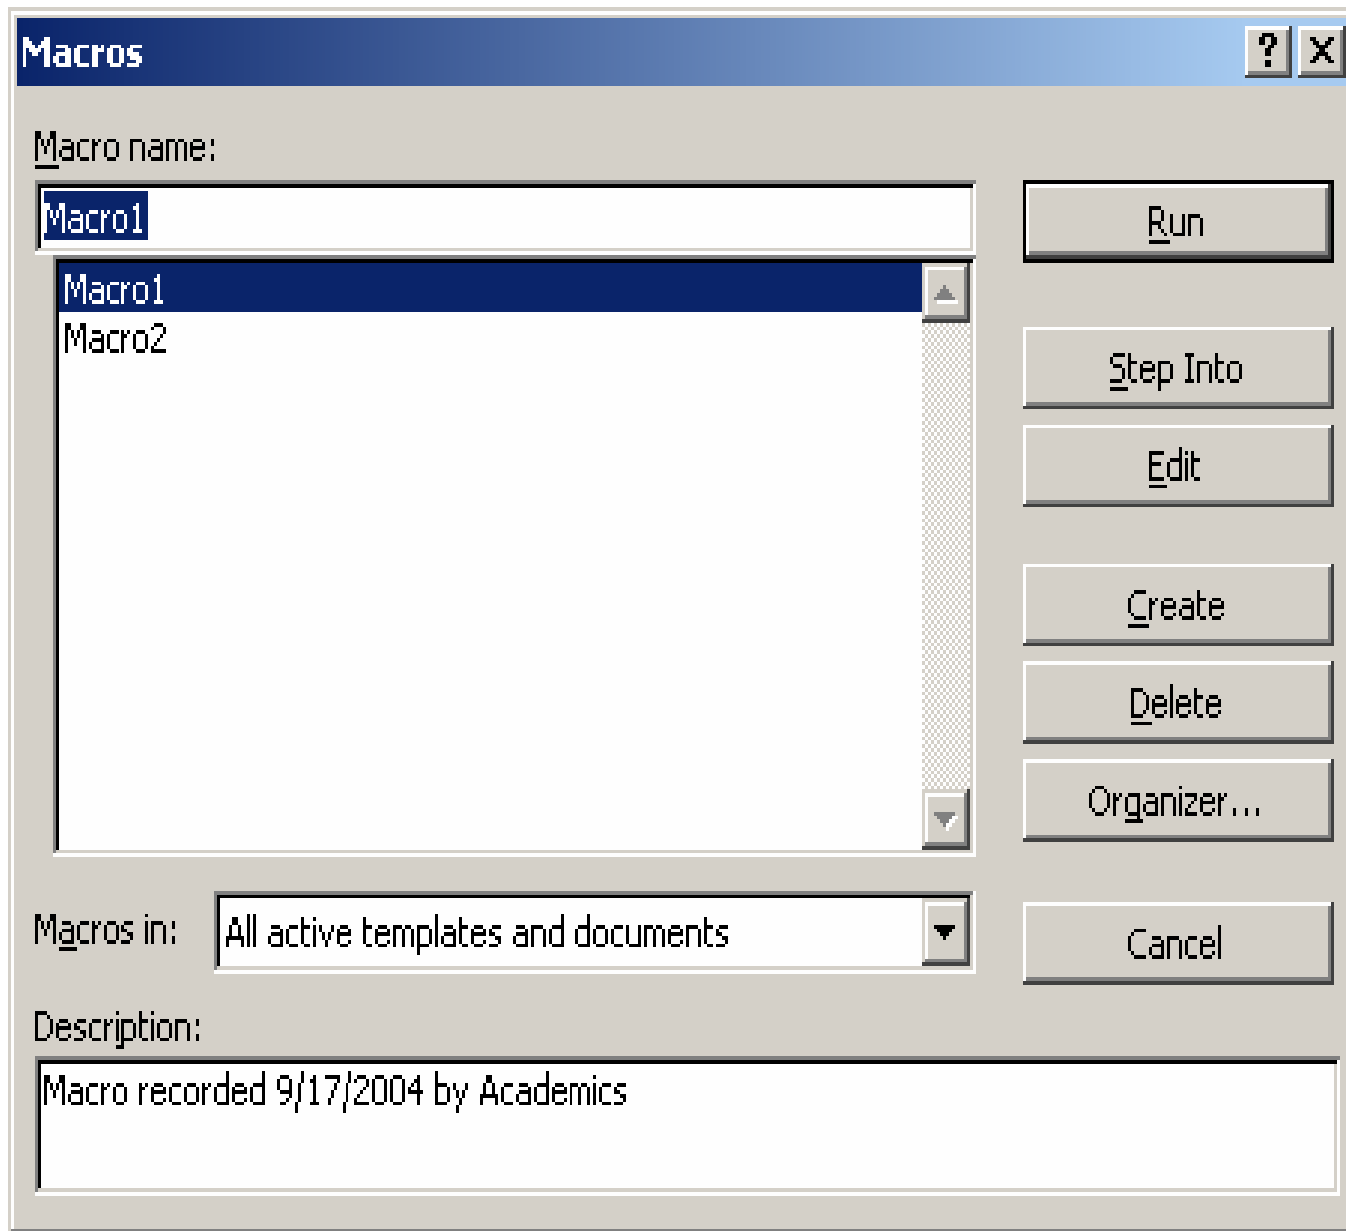 Macros
Macro name:
Macro1
Run
Macro1
Macro2
Step Into
Edit
Create
Delete
Organizer...
Macros in: All active templates and documents
Cancel
Description:
Macro recorded 9/17/2004 by Academics